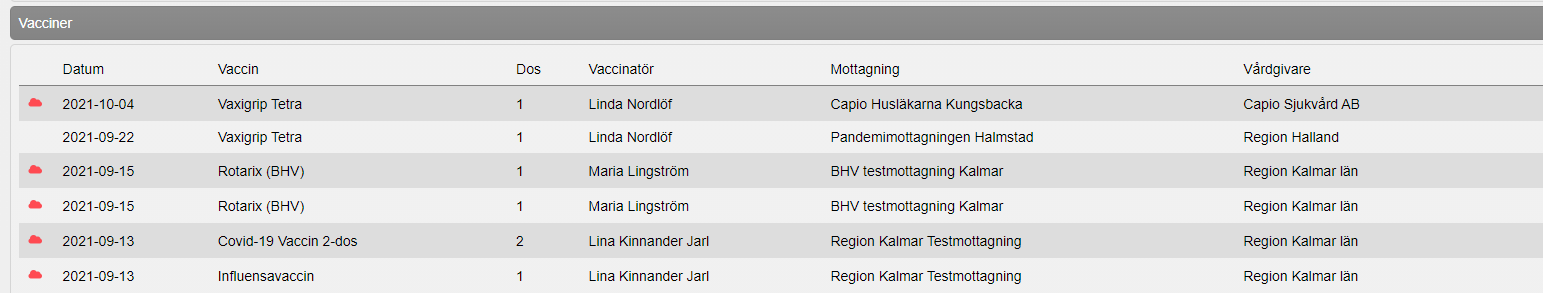 Vacciner
Datum Vaccin Dos Vaccinatör Mottagning Vårdgivare
2021-10-04 Vaxigrip Tetra 1 Linda Nordlöf Capio Husläkarna Kungsbacka Capio Sjukvård AB
2021-09-22 Vaxigrip Tetra 1 Linda Nordlöf Pandemimottagningen Halmstad Region Halland
2021-09-15 Rotarix (BHV) 1 Maria Lingström BHV testmottagning Kalmar Region Kalmar län
2021-09-15 Rotarix (BHV) 1 Maria Lingström BHV testmottagning Kalmar Region Kalmar län
2021-09-13 Covid-19 Vaccin 2-dos 2 Lina Kinnander Jarl Region Kalmar Testmottagning Region Kalmar län
2021-09-13 Influensavaccin 1 Lina Kinnander Jarl Region Kalmar Testmottagning Region Kalmar län